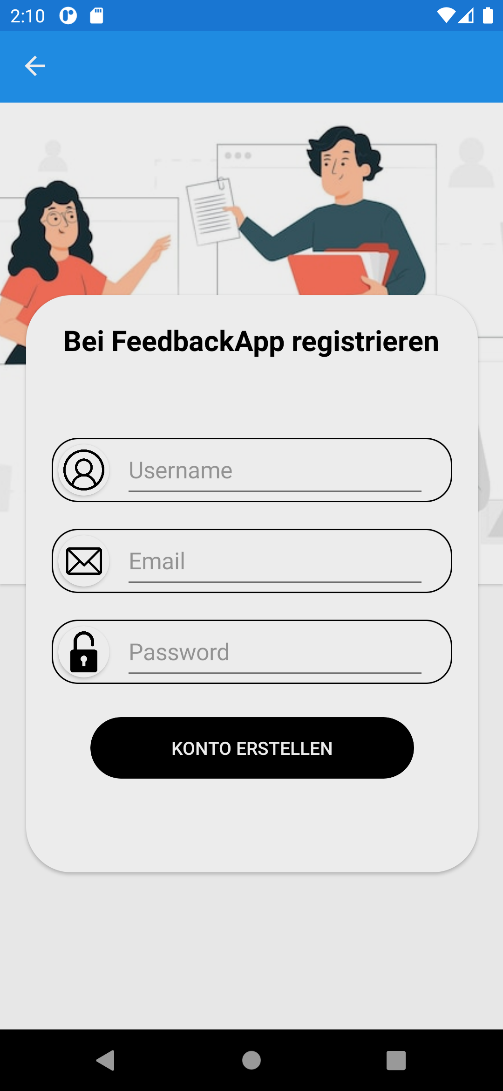 2:10
Bei FeedbackApp registrieren
Username
Email
Password
KONTO ERSTELLEN